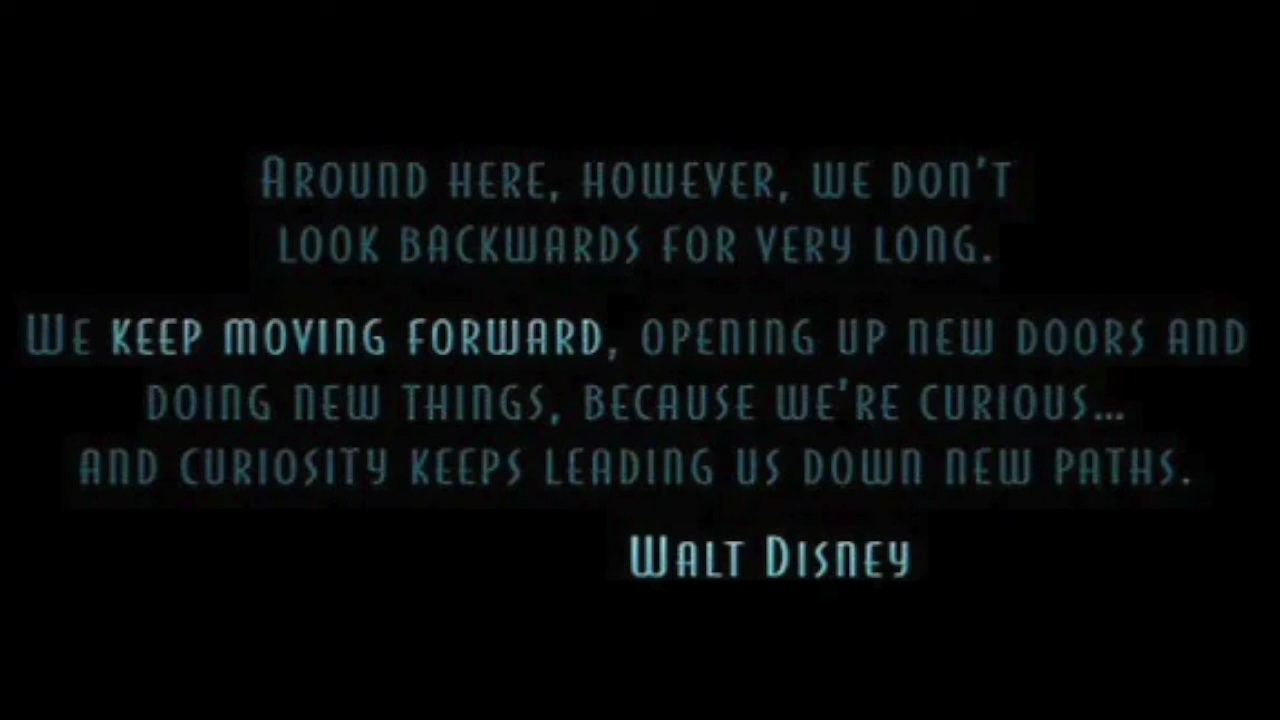 Around here, however, we don't
look backwards for very long.
We keep moving forward, opening up new doors and
doing new things, because we're curious...
and curiosity keeps leading us down new paths.
Walt Disney